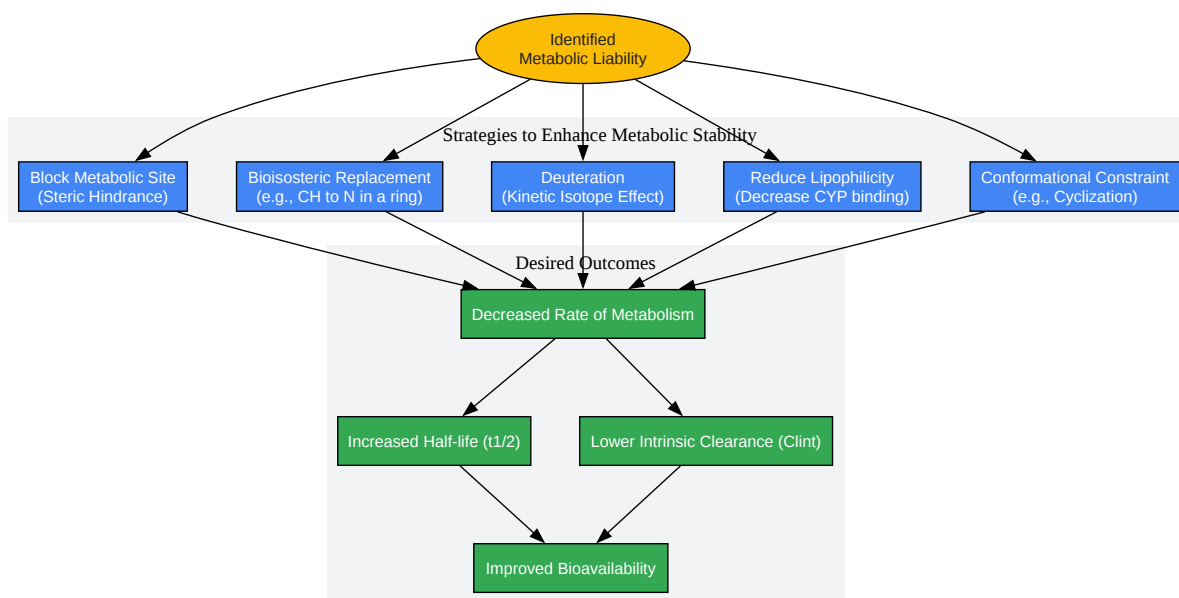 Identified
Metabolic Liability
Strategies to Enhance Metabolic Stability
Block Metabolic Site
(Steric Hindrance)
Bioisosteric Replacement
(e.g., CH to N in a ring)
Deuteration
(Kinetic Isotope Effect)
Reduce Lipophilicity
(Decrease CYP binding)
Conformational Constraint
(e.g., Cyclization)
Desired Outcomes
Decreased Rate of Metabolism
Increased Half-life (t1/2)
Lower Intrinsic Clearance (Clint)
Improved Bioavailability